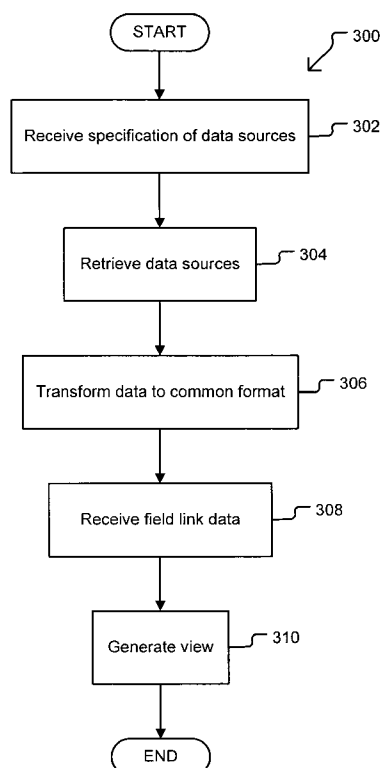 START
300
Receive specification of data sources
302
Retrieve data sources
304
Transform data to common format
306
Receive field link data
308
Generate view
310
END